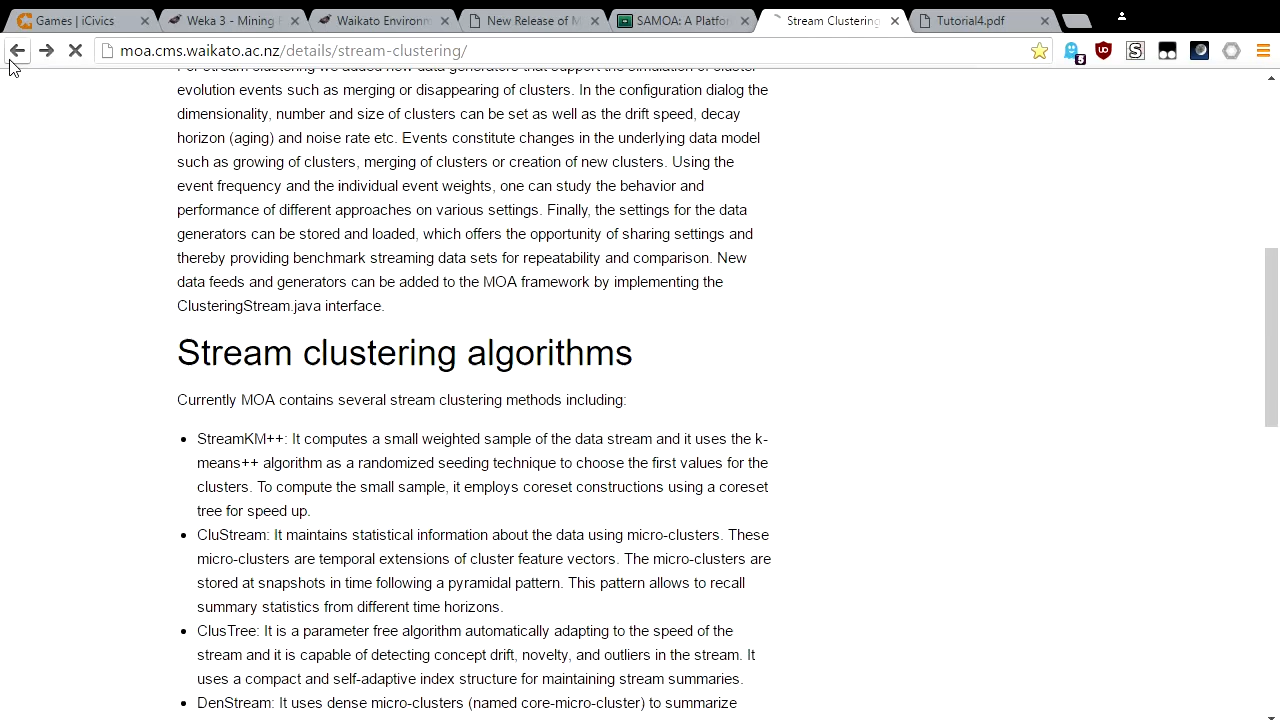 Games | iCivics
Weka 3 - Mining
Waikato Environ
New Release of M
SAMOA: A Platfor
Stream Clustering
Tutorial4.pdf
moa.cms.waikato.ac.nz/details/stream-clustering/
5
evolution events such as merging or disappearing of clusters. In the configuration dialog the
dimensionality, number and size of clusters can be set as well as the drift speed, decay
horizon (aging) and noise rate etc. Events constitute changes in the underlying data model
such as growing of clusters, merging of clusters or creation of new clusters. Using the
event frequency and the individual event weights, one can study the behavior and
performance of different approaches on various settings. Finally, the settings for the data
generators can be stored and loaded, which offers the opportunity of sharing settings and
thereby providing benchmark streaming data sets for repeatability and comparison. New
data feeds and generators can be added to the MOA framework by implementing the
ClusteringStream.java interface.
Stream clustering algorithms
Currently MOA contains several stream clustering methods including:
StreamKM++: It computes a small weighted sample of the data stream and it uses the k-
means++ algorithm as a randomized seeding technique to choose the first values for the
clusters. To compute the small sample, it employs coreset constructions using a coreset
tree for speed up.
CluStream: It maintains statistical information about the data using micro-clusters. These
micro-clusters are temporal extensions of cluster feature vectors. The micro-clusters are
stored at snapshots in time following a pyramidal pattern. This pattern allows to recall
summary statistics from different time horizons.
ClusTree: It is a parameter free algorithm automatically adapting to the speed of the
stream and it is capable of detecting concept drift, novelty, and outliers in the stream. It
uses a compact and self-adaptive index structure for maintaining stream summaries.
DenStream: It uses dense micro-clusters (named core-micro-cluster) to summarize